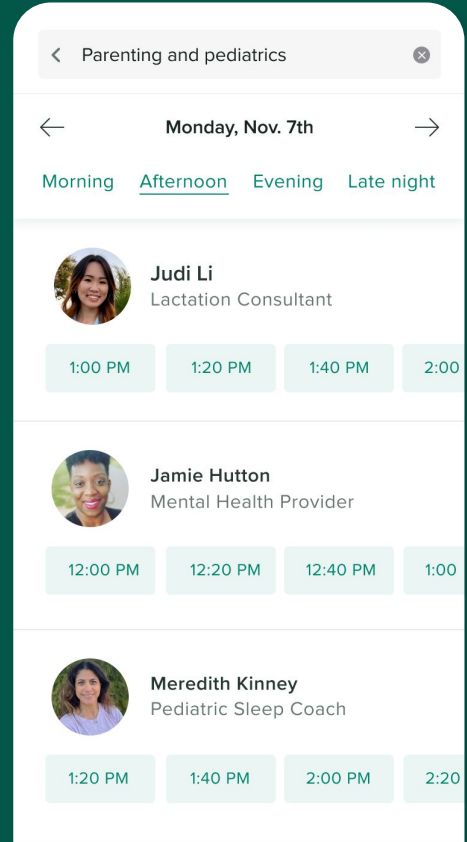 Parenting and pediatrics
Monday, Nov. 7th
Morning Afternoon Evening Late night
Judi Li
Lactation Consultant
1:00 PM 1:20 PM 1:40 PM 2:00
Jamie Hutton
Mental Health Provider
12:00 PM 12:20 PM 12:40 PM 1:00
Meredith Kinney
Pediatric Sleep Coach
1:20 PM 1:40 PM 2:00 PM 2:20